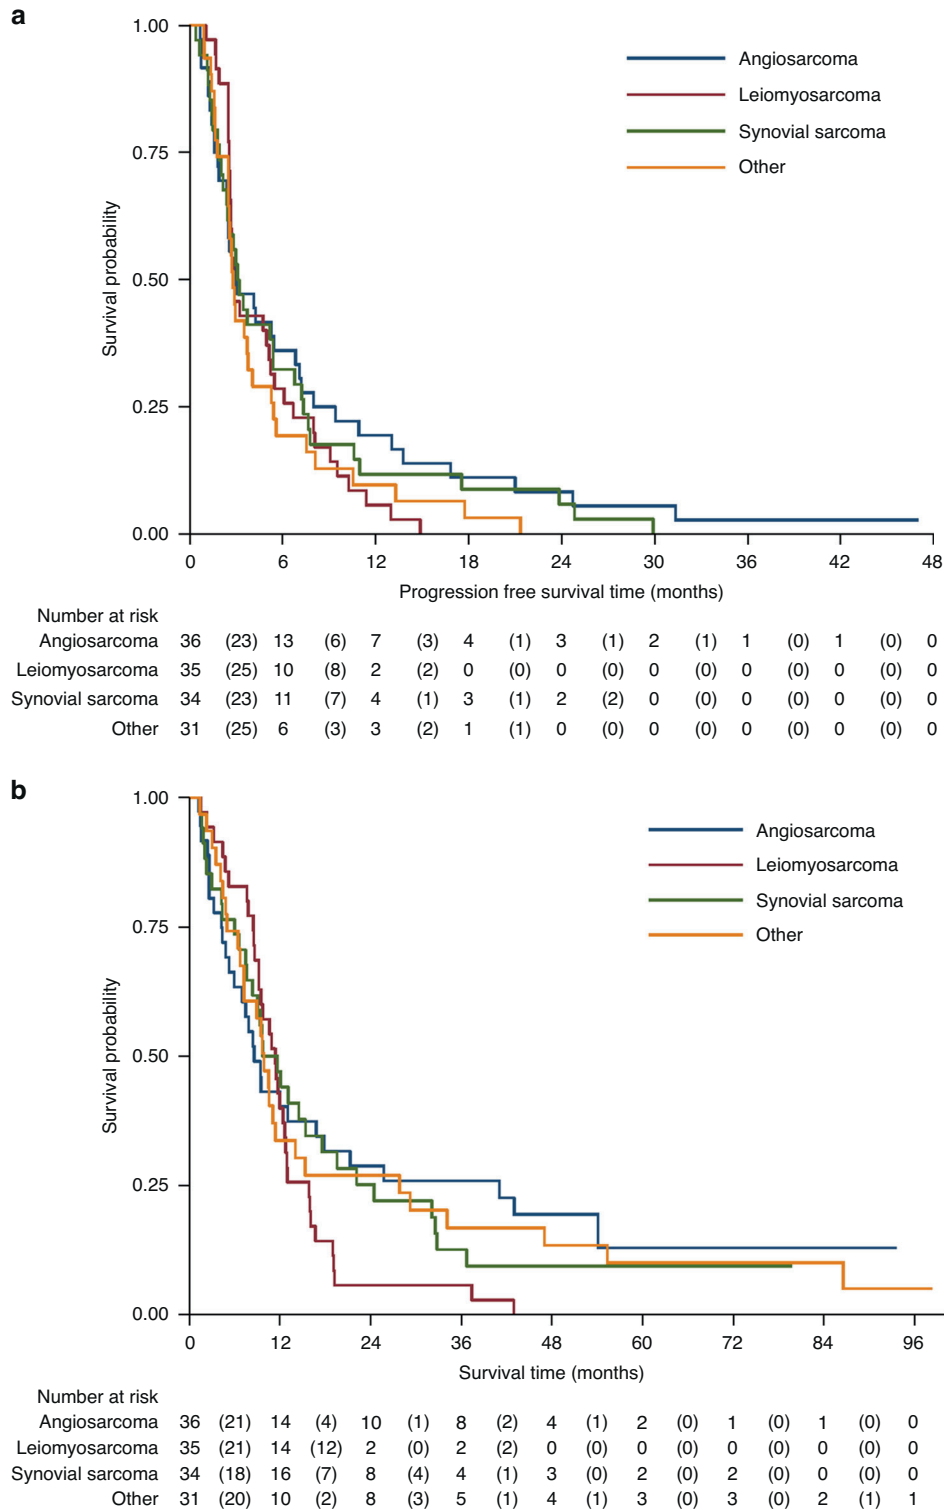 a
1.00
0.75
0.50
0.25
0.00
Survival probability
Angiosarcoma
Leiomyosarcoma
Synovial sarcoma
Other
0 6 12 18 24 30 36 42 48
Progression free survival time (months)
Number at risk
Angiosarcoma 36 (23) 13 (6) 7 (3) 4 (1) 3 (1) 2 (1) 1 (0) 1 (0) 0
Leiomyosarcoma 35 (25) 10 (8) 2 (2) 0 (0) 0 (0) 0 (0) 0 (0) 0 (0) 0
Synovial sarcoma 34 (23) 11 (7) 4 (1) 3 (1) 2 (2) 0 (0) 0 (0) 0 (0) 0
Other 31 (25) 6 (3) 3 (2) 1 (1) 0 (0) 0 (0) 0 (0) 0 (0) 0
b
1.00
0.75
0.50
0.25
0.00
Survival probability
Angiosarcoma
Leiomyosarcoma
Synovial sarcoma
Other
0 12 24 36 48 60 72 84 96
Survival time (months)
Number at risk
Angiosarcoma 36 (21) 14 (4) 10 (1) 8 (2) 4 (1) 2 (0) 1 (0) 1 (0) 0
Leiomyosarcoma 35 (21) 14 (12) 2 (0) 2 (2) 0 (0) 0 (0) 0 (0) 0 (0) 0
Synovial sarcoma 34 (18) 16 (7) 8 (4) 4 (1) 3 (0) 2 (0) 2 (0) 0 (0) 0
Other 31 (20) 10 (2) 8 (3) 5 (1) 4 (1) 3 (0) 3 (0) 2 (1) 1